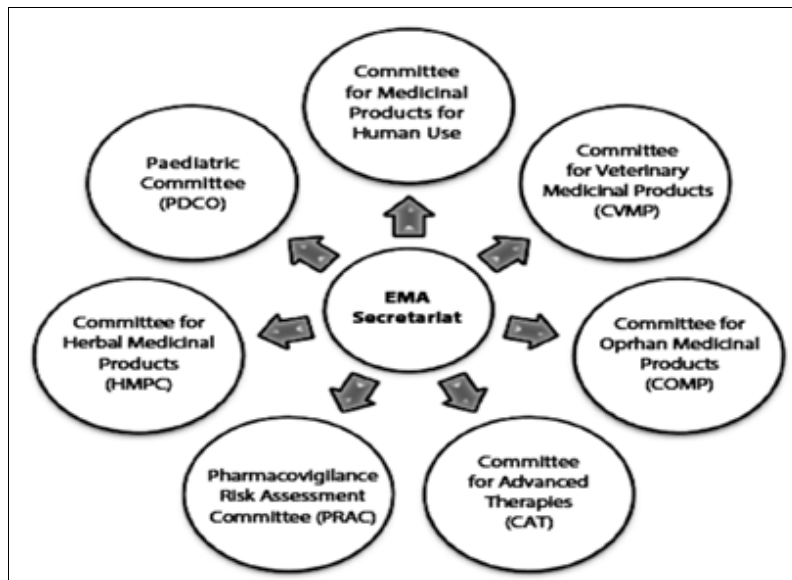 Committee
for Medicinal
Products for
Human Use
Committee
for Veterinary
Medicinal Products
(CVMP)
Committee for
Oprhan Medicinal
Products
(COMP)
Committee
for Advanced
Therapies
(CAT)
Pharmacovigilance
Risk Assessment
Committee (PRAC)
Committee for
Herbal Medicinal
Products
(HMPC)
Paediatric
Committee
(PDCO)
EMA
Secretariat